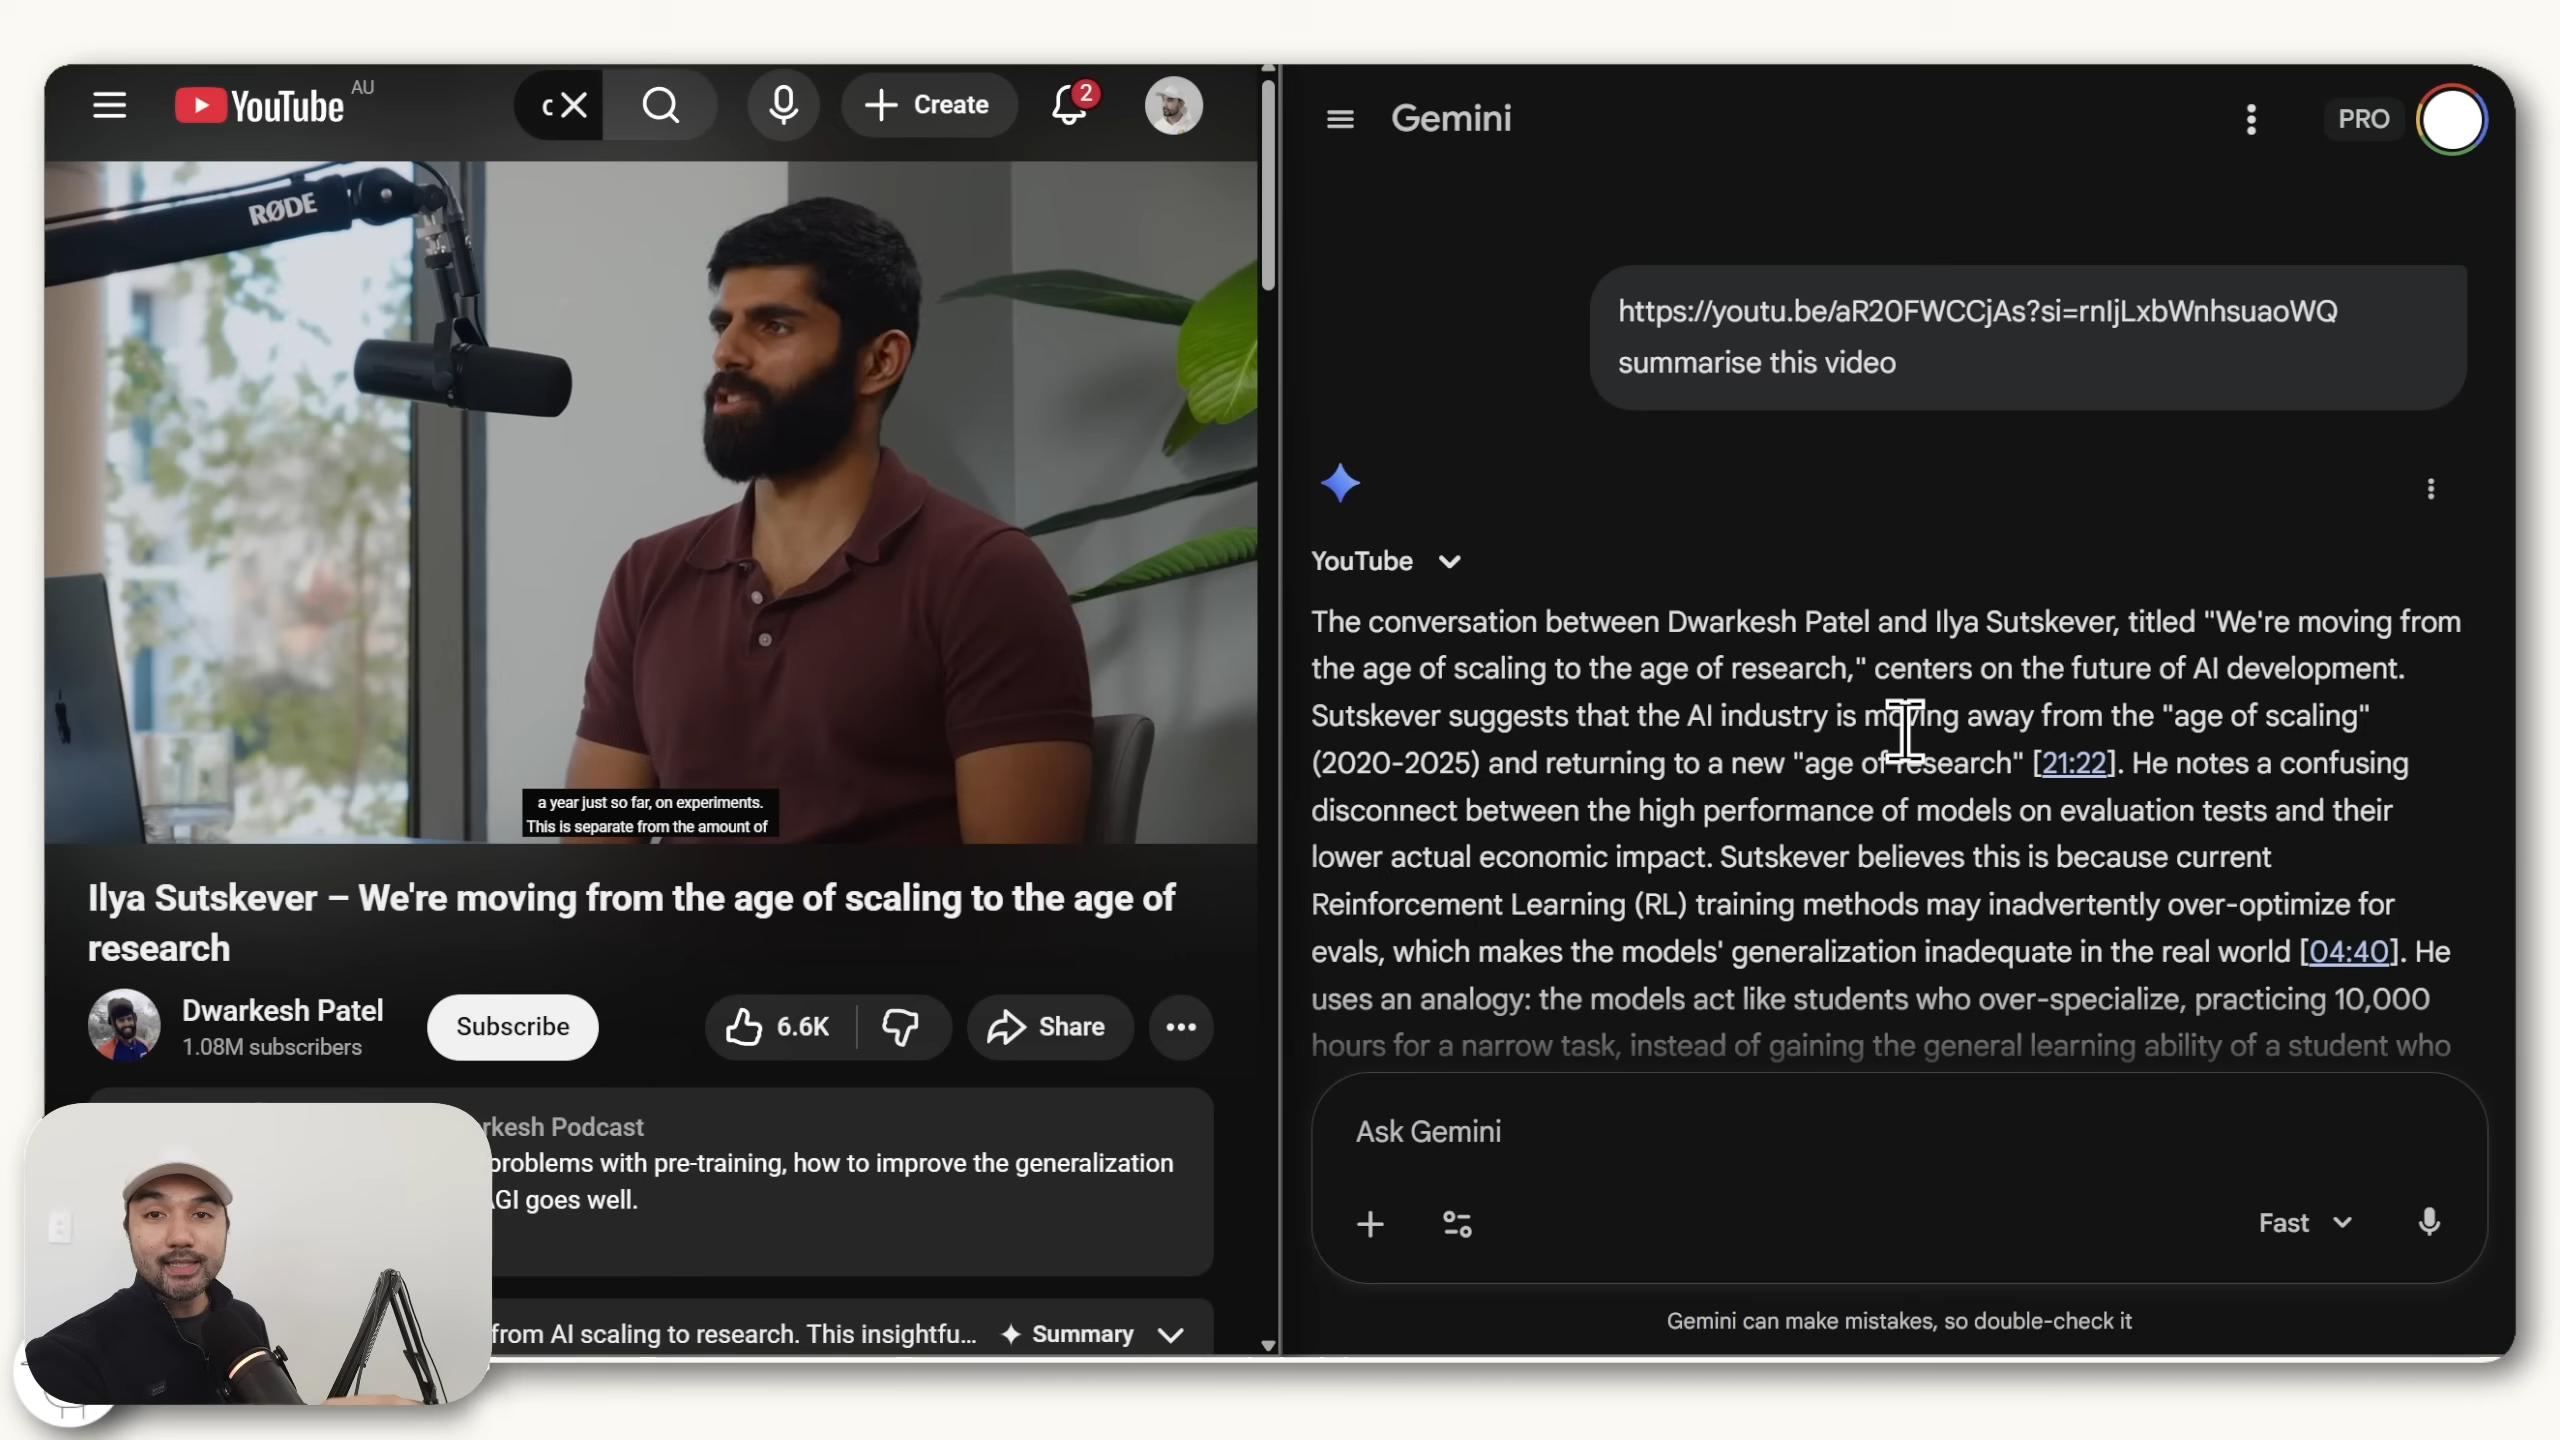 YouTube AU
c
Create
2
RØDE
a year just so far, on experiments.
This is separate from the amount of
Ilya Sutskever – We're moving from the age of scaling to the age of
research
Dwarkesh Patel
1.08M subscribers
Subscribe
6.6K
Share
rkesh Podcast
problems with pre-training, how to improve the generalization
AGI goes well.
from AI scaling to research. This insightfu...
Summary
Gemini
PRO
https://youtu.be/aR20FWCCjAs?si=rnIjLxbWnhsuaoWQ
summarise this video
YouTube
The conversation between Dwarkesh Patel and Ilya Sutskever, titled "We're moving from
the age of scaling to the age of research," centers on the future of AI development.
Sutskever suggests that the AI industry is moving away from the "age of scaling"
(2020-2025) and returning to a new "age of research" [21:22]. He notes a confusing
disconnect between the high performance of models on evaluation tests and their
lower actual economic impact. Sutskever believes this is because current
Reinforcement Learning (RL) training methods may inadvertently over-optimize for
evals, which makes the models' generalization inadequate in the real world [04:40]. He
uses an analogy: the models act like students who over-specialize, practicing 10,000
hours for a narrow task, instead of gaining the general learning ability of a student who
Ask Gemini
Fast
Gemini can make mistakes, so double-check it